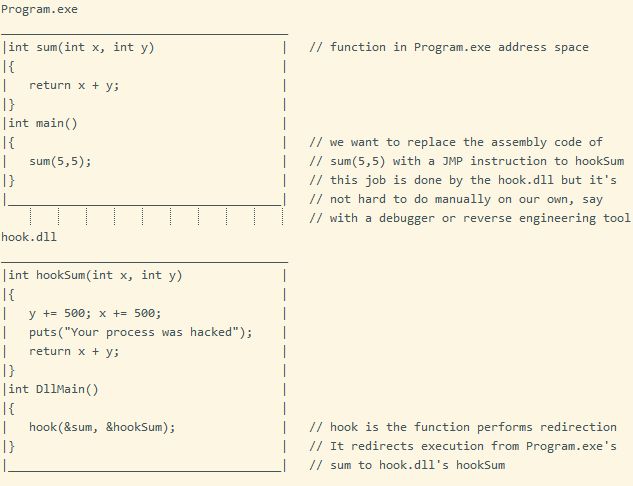 Program.exe
________________________________________
|int sum(int x, int y)                  |   // function in Program.exe address space
|{                                      |
|   return x + y;                       |
|}                                      |
|int main()                             |
|{                                      |   // we want to replace the assembly code of
|   sum(5,5);                           |   // sum(5,5) with a JMP instruction to hookSum
|}                                      |   // this job is done by the hook.dll but it's
|_______________________________________|   // not hard to do manually on our own, say
// with a debugger or reverse engineering tool
hook.dll
________________________________________
|int hookSum(int x, int y)              |
|{                                      |
|   y += 500; x += 500;                 |
|   puts("Your process was hacked");    |
|   return x + y;                       |
|}                                      |
|int DllMain()                          |
|{                                      |
|   hook(&sum, &hookSum);               |   // hook is the function performs redirection
|}                                      |   // It redirects execution from Program.exe's
|_______________________________________|   // sum to hook.dll's hookSum